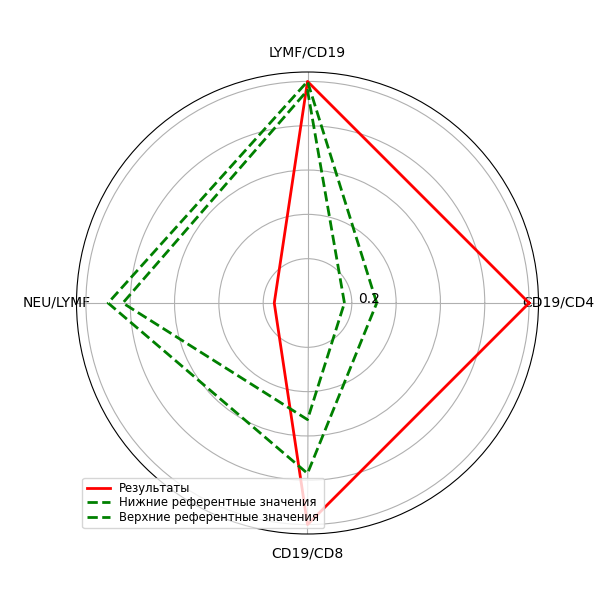 LYMF/CD19
NEU/LYMF
0.2
CD19/CD4
Результаты
Нижние референтные значения
Верхние референтные значения
CD19/CD8